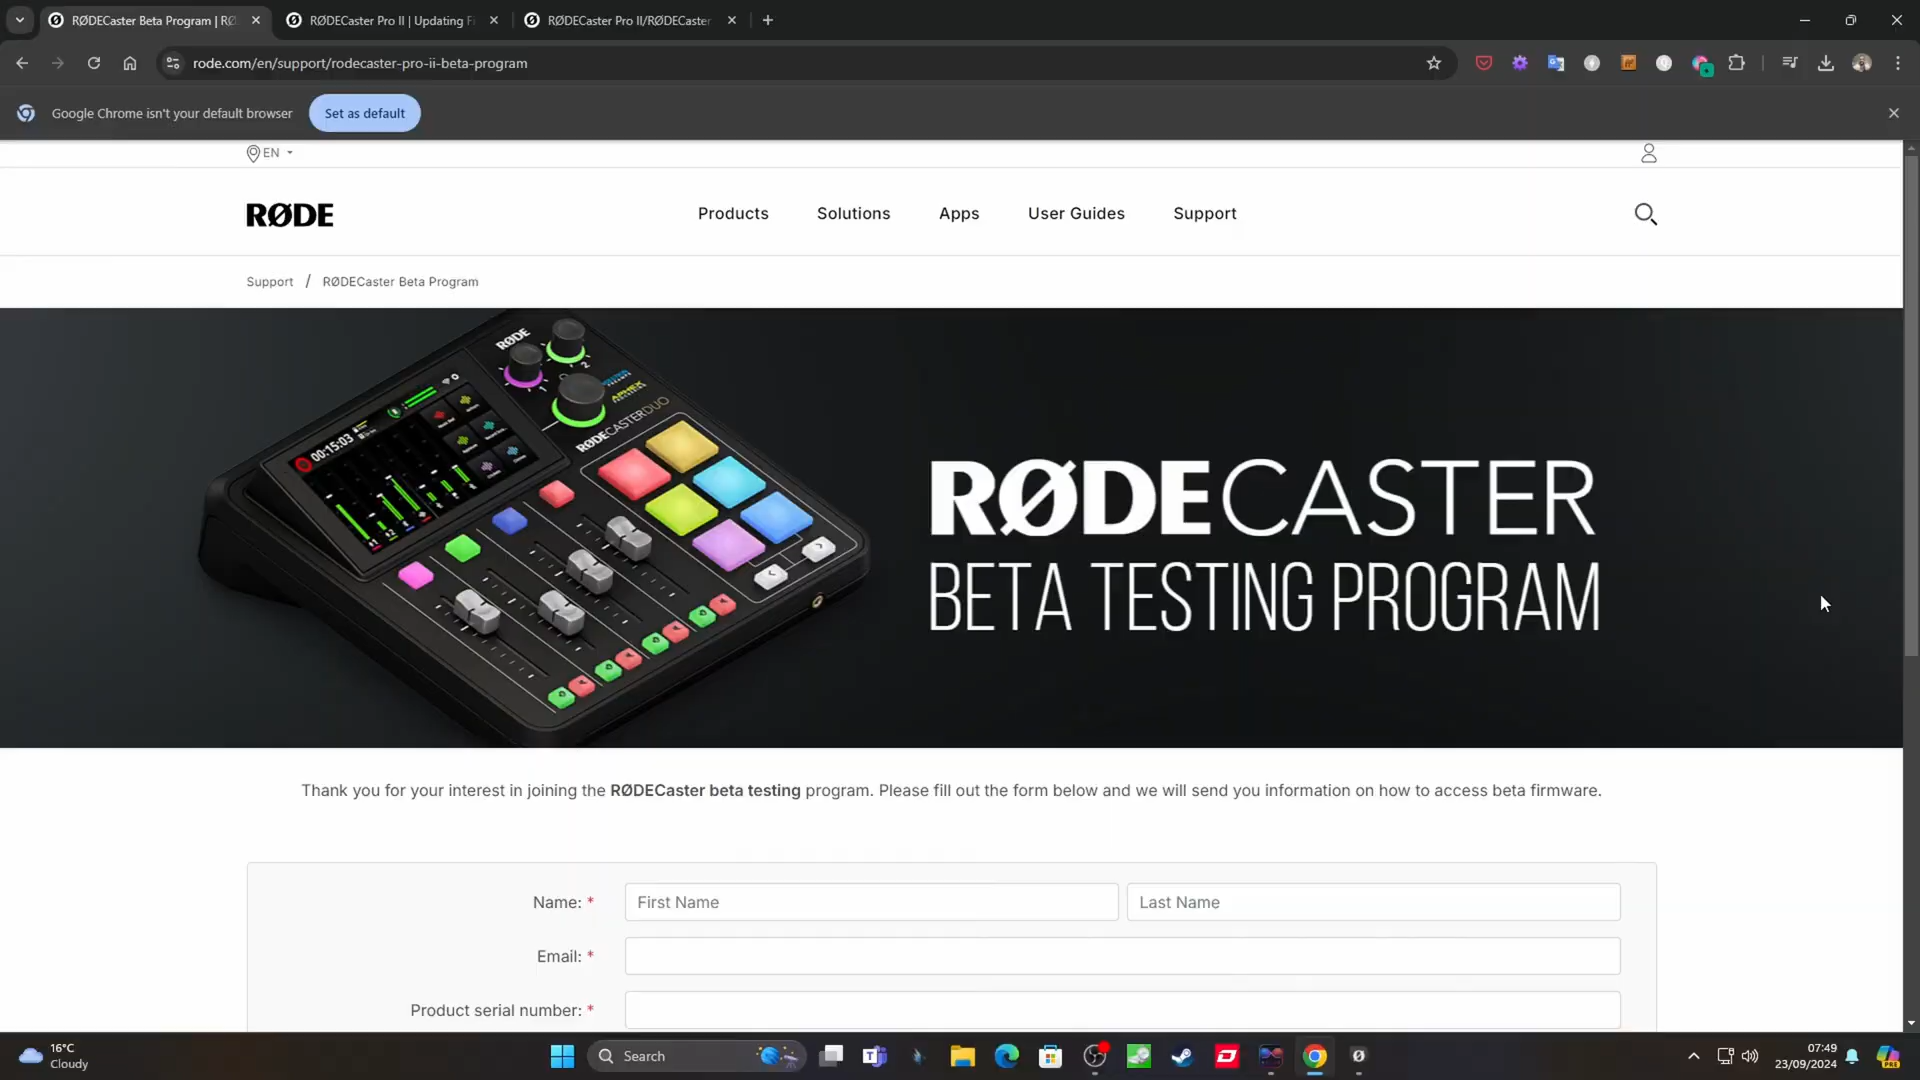 RØDECaster Beta Program | RØ
RØDECaster Pro II | Updating F
RØDECaster Pro II/RØDECaster
rode.com/en/support/rodecaster-pro-ii-beta-program
Google Chrome isn't your default browser
Set as default
EN
RØDE
Products
Solutions
Apps
User Guides
Support
Support / RØDECaster Beta Program
RØDE
2
1
APHEX
RØDECASTERDUO
00:15:03
RØDECASTER
BETA TESTING PROGRAM
Thank you for your interest in joining the RØDECaster beta testing program. Please fill out the form below and we will send you information on how to access beta firmware.
Name: *
First Name
Last Name
Email: *
Product serial number: *
16°C
Cloudy
Search
07:49
23/09/2024
PRE